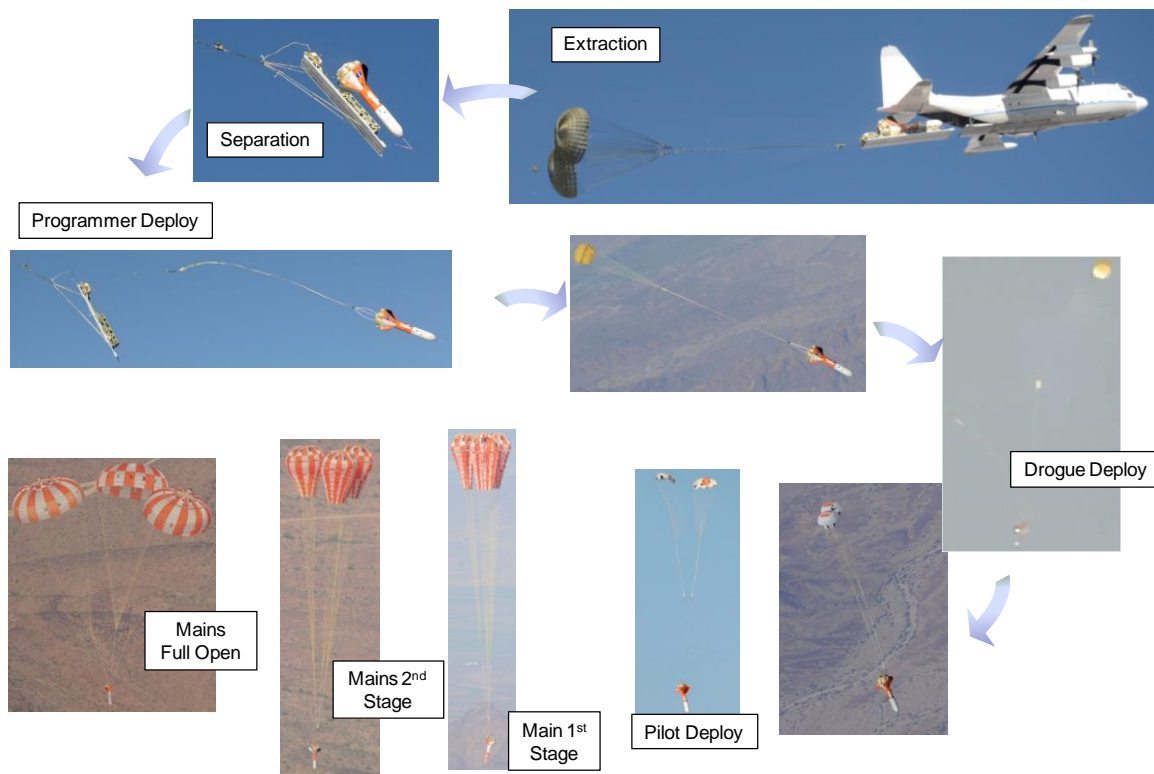 Extraction
Separation
Programmer Deploy
Drogue Deploy
Pilot Deploy
Main 1st
Stage
Mains 2nd
Stage
Mains
Full Open